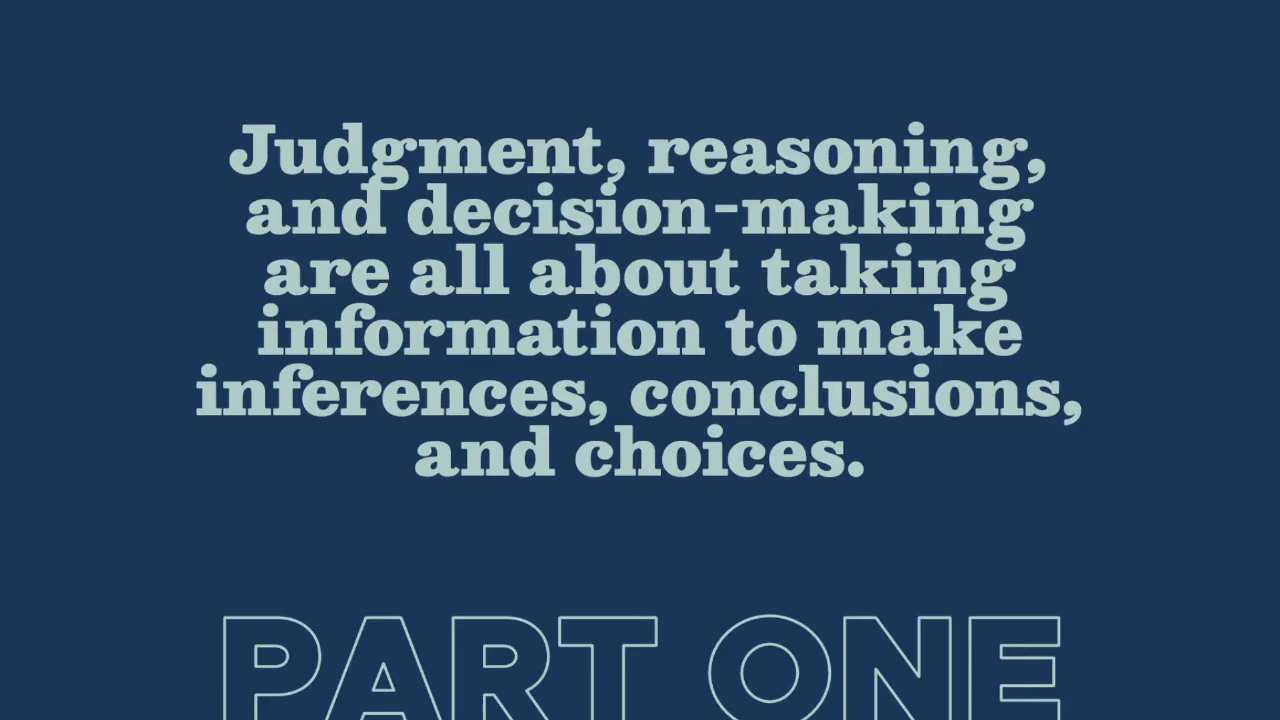 Judgment, reasoning,
and decision-making
are all about taking
information to make
inferences, conclusions,
and choices.
PART ONE